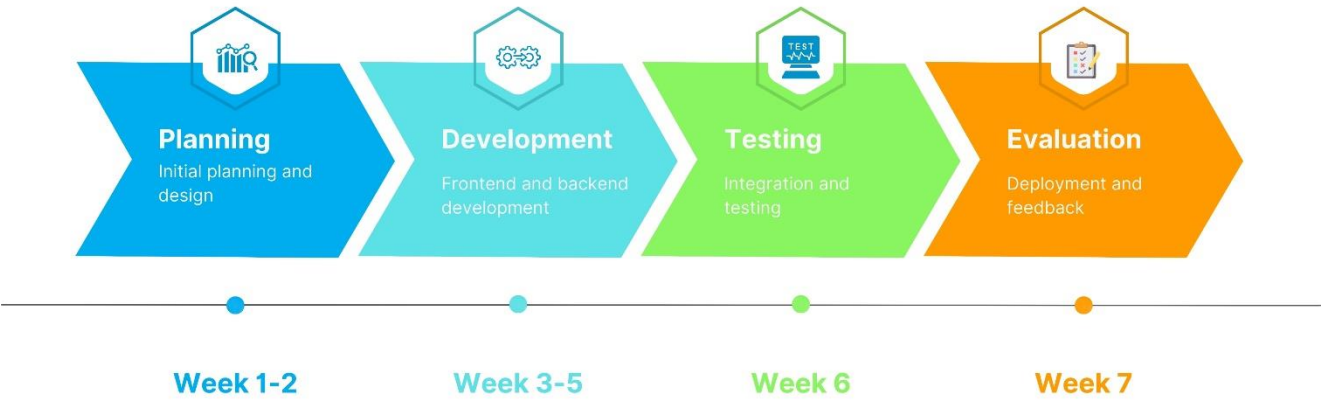 TEST
Planning
Initial planning and
design
Development
Frontend and backend
development
Testing
Integration and
testing
Evaluation
Deployment and
feedback
Week 1-2
Week 3-5
Week 6
Week 7